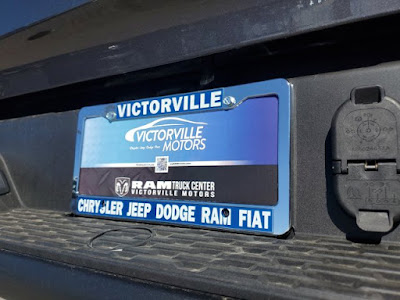 VICTORVILLE
VICTORVILLE
MOTORS
RAM TRUCK CENTER
VICTORVILLE MOTORS
CHRYSLER JEEP DODGE RAM FIAT